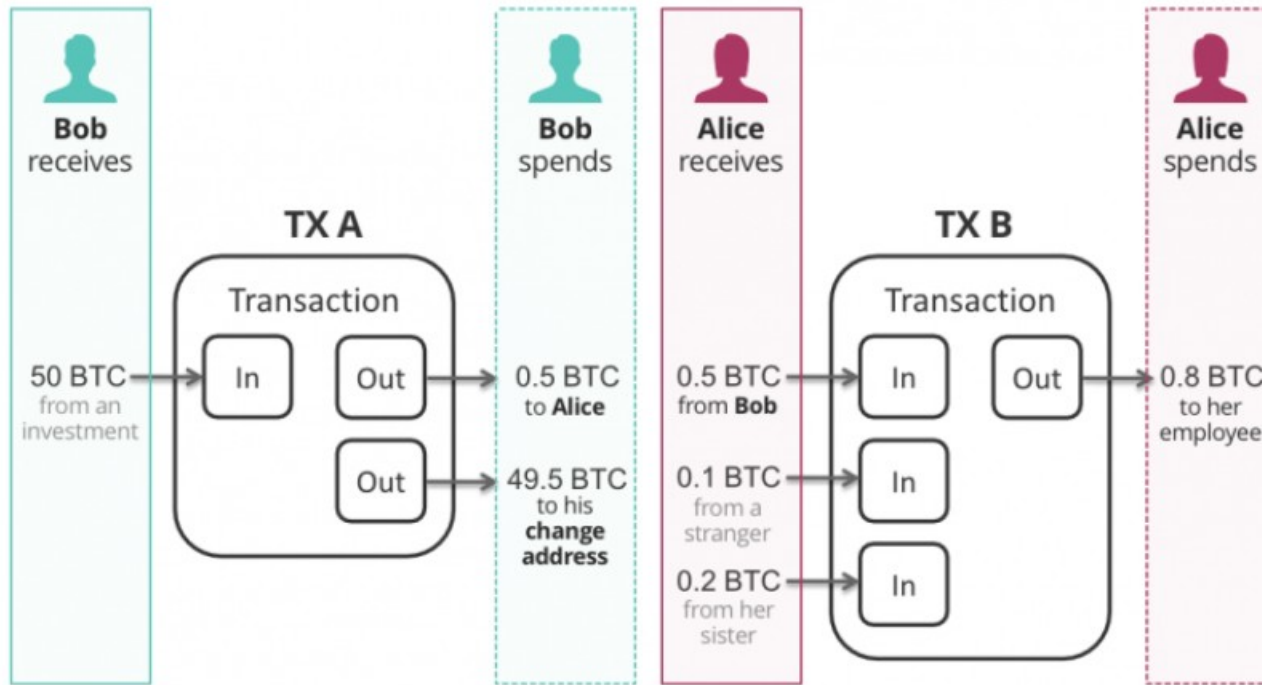 Bob
receives
Bob
spends
Alice
receives
Alice
spends
TX A
Transaction
In
Out
Out
50 BTC
from an
investment
0.5 BTC
to Alice
49.5 BTC
to his
change
address
TX B
Transaction
In
Out
In
In
0.5 BTC
from Bob
0.1 BTC
from a
stranger
0.2 BTC
from her
sister
0.8 BTC
to her
employee